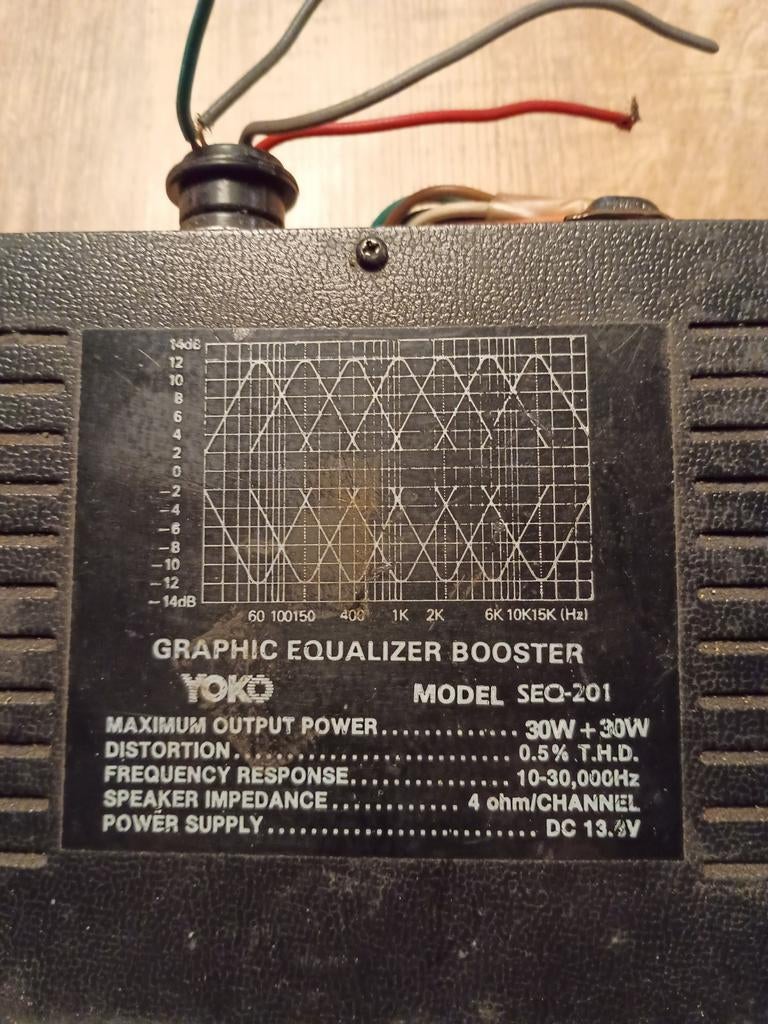 14dB
12
10
8
6
4
2
0
-2
-4
-6
-8
-10
-12
-14dB
60 100150 400 1K 2K 6K 10K15K (Hz)
GRAPHIC EQUALIZER BOOSTER
YOKO MODEL SEQ-201
MAXIMUM OUTPUT POWER............. 30W + 30W
DISTORTION............................ 0.5% T.H.D.
FREQUENCY RESPONSE............... 10-30,000Hz
SPEAKER IMPEDANCE........... 4 ohm/CHANNEL
POWER SUPPLY.......................... DC